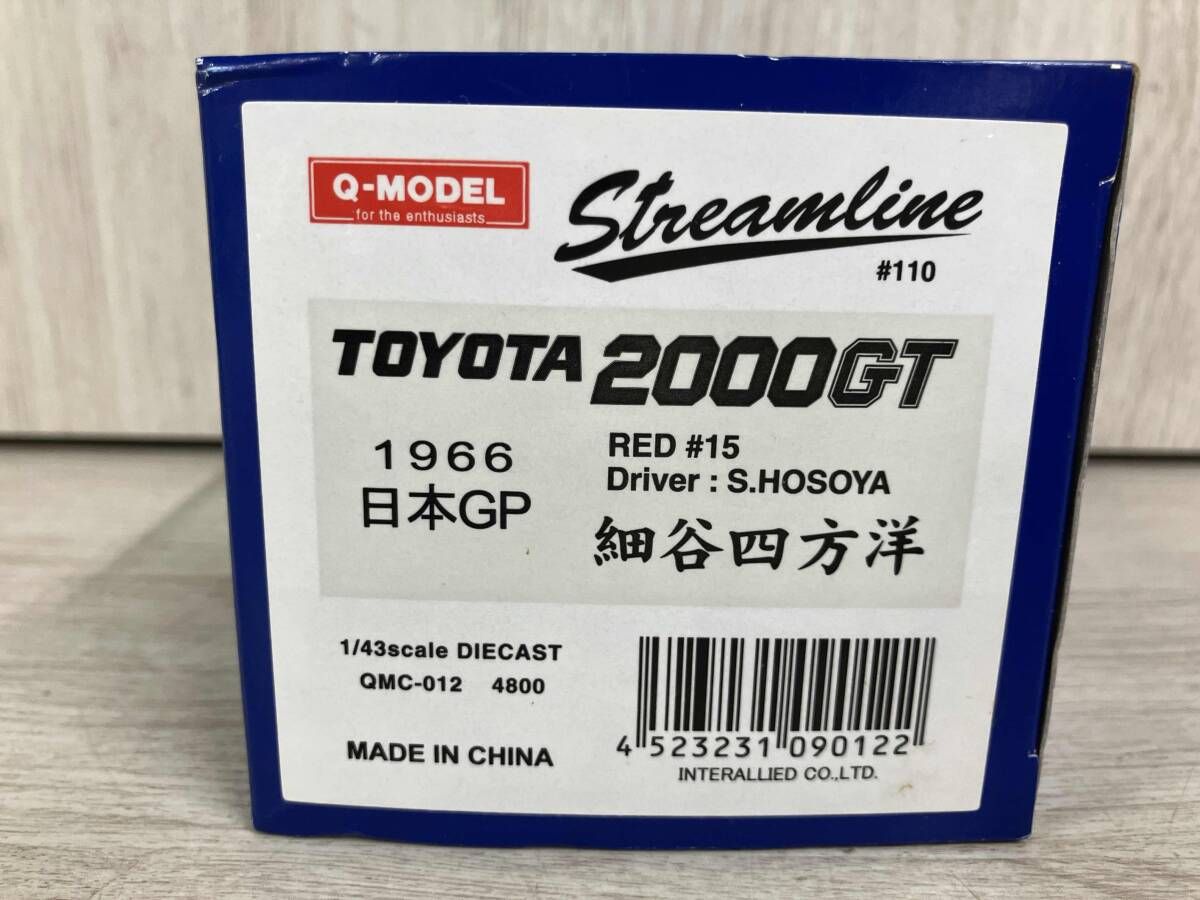 Q-MODEL
for the enthusiasts
Streamline
#110
TOYOTA 2000GT
1966
日本GP
RED #15
Driver : S.HOSOYA
細谷四方洋
1/43scale DIECAST
QMC-012 4800
MADE IN CHINA
4 523231 090122
INTERALLIED CO.,LTD.